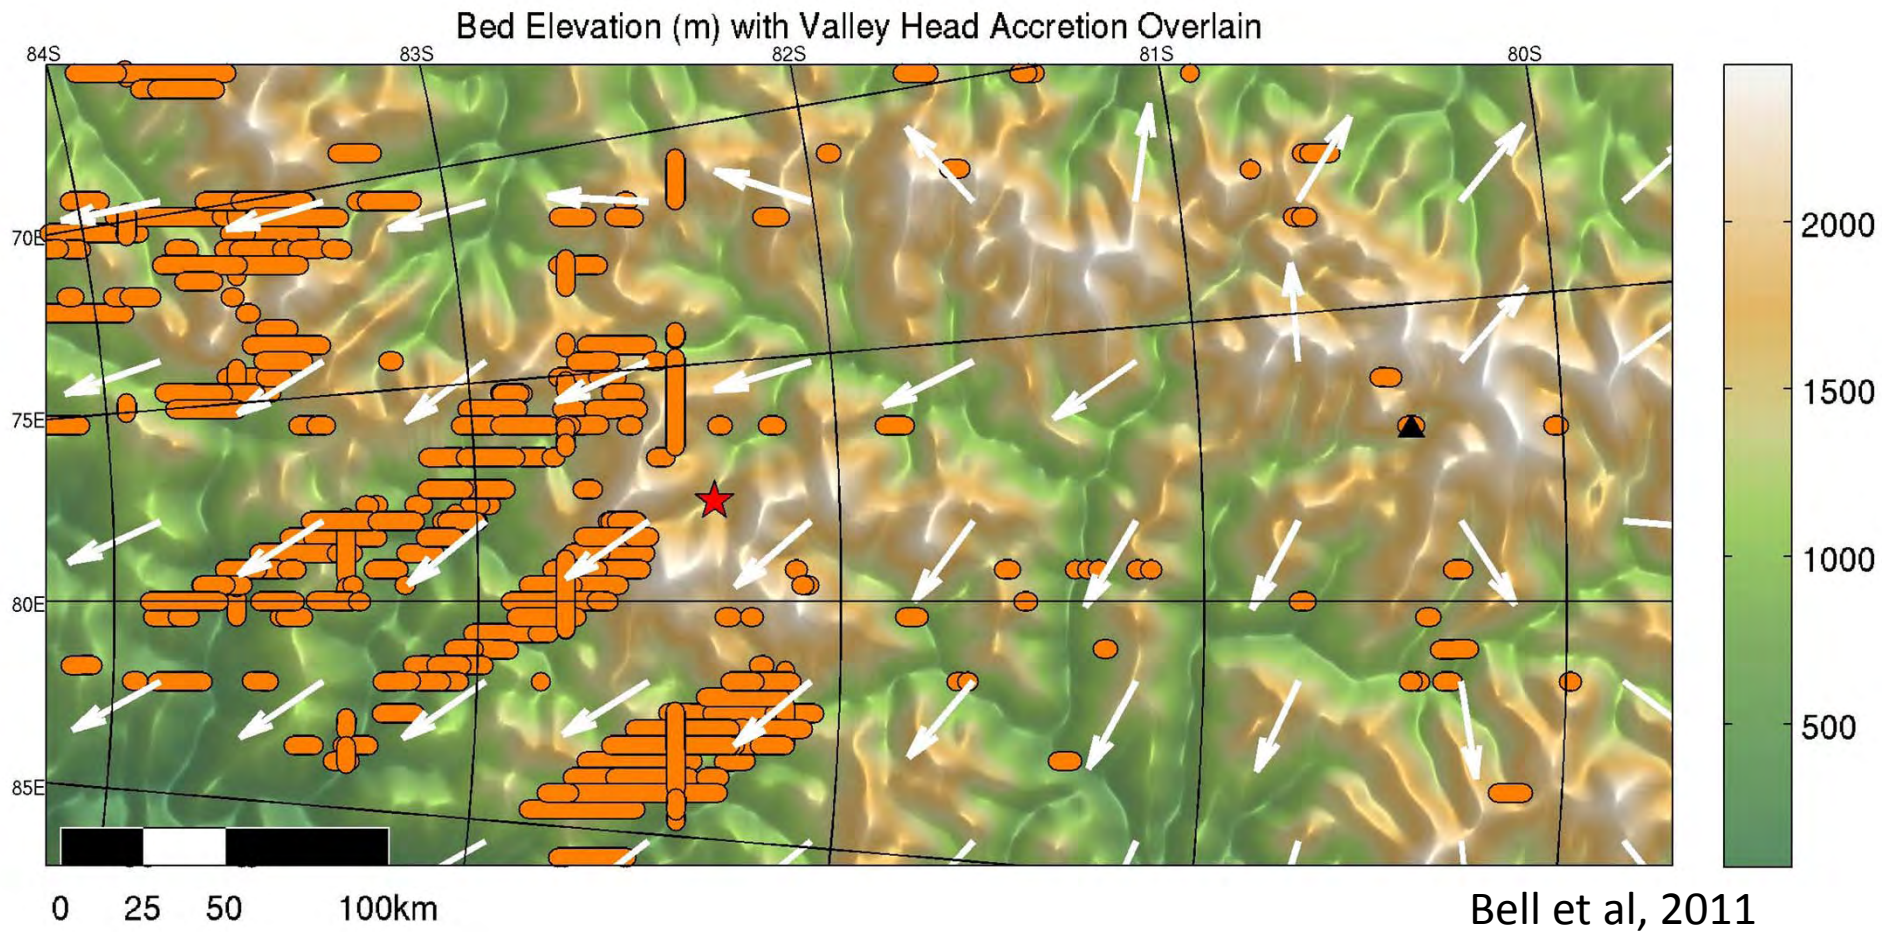 Bed Elevation (m) with Valley Head Accretion Overlain
84S 83S 82S 81S 80S
70E
75E
80E
85E
2000
1500
1000
500
0 25 50 100km
Bell et al, 2011